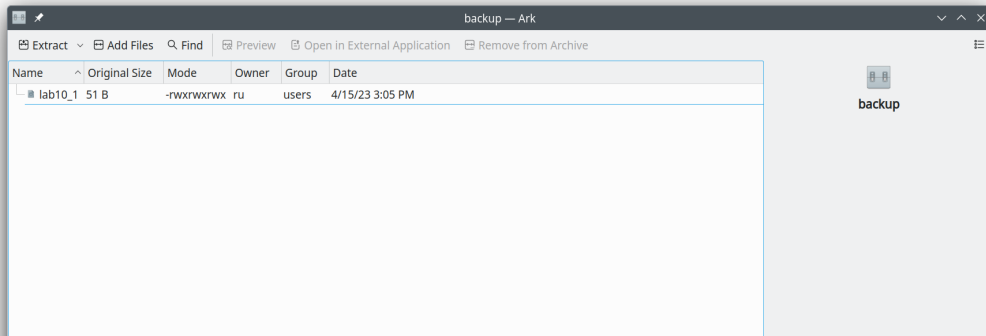 backup — Ark
Extract Add Files Find Preview Open in External Application Remove from Archive
Name Original Size Mode Owner Group Date
lab10_1 51 B -rwxrwxrwx ru users 4/15/23 3:05 PM
backup